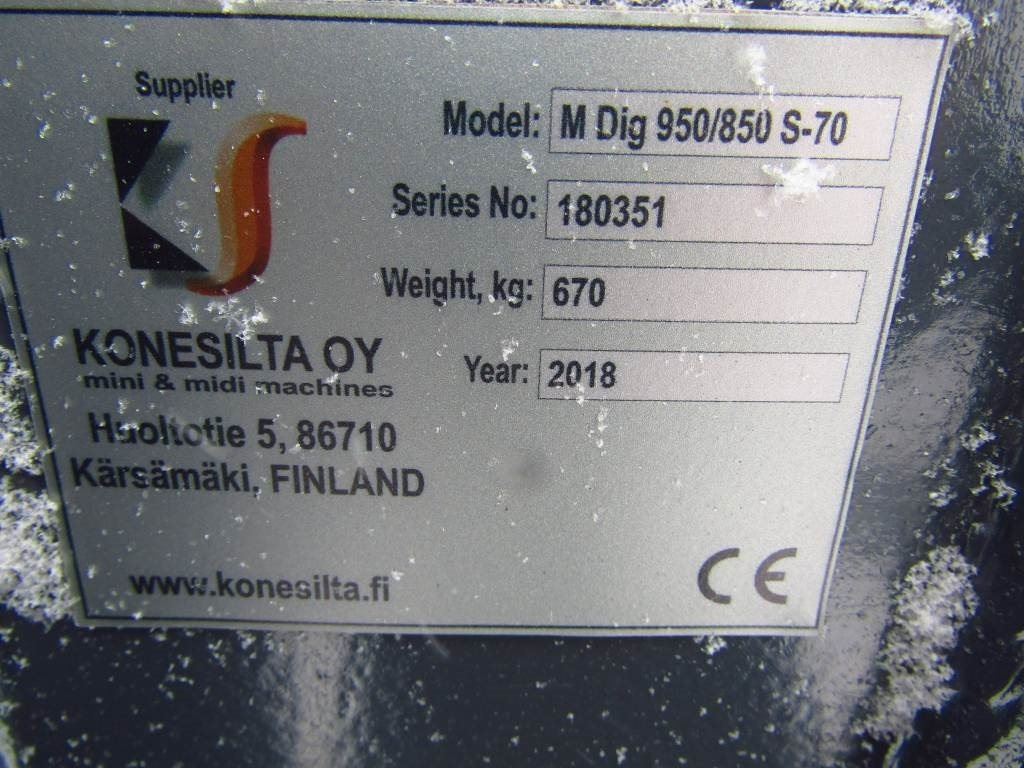 Supplier
KS
Model: M Dig 950/850 S-70
Series No: 180351
Weight, kg: 670
Year: 2018
KONESILTA OY
mini & midi machines
Huoltotie 5, 86710
Kärsämäki, FINLAND
www.konesilta.fi
CE